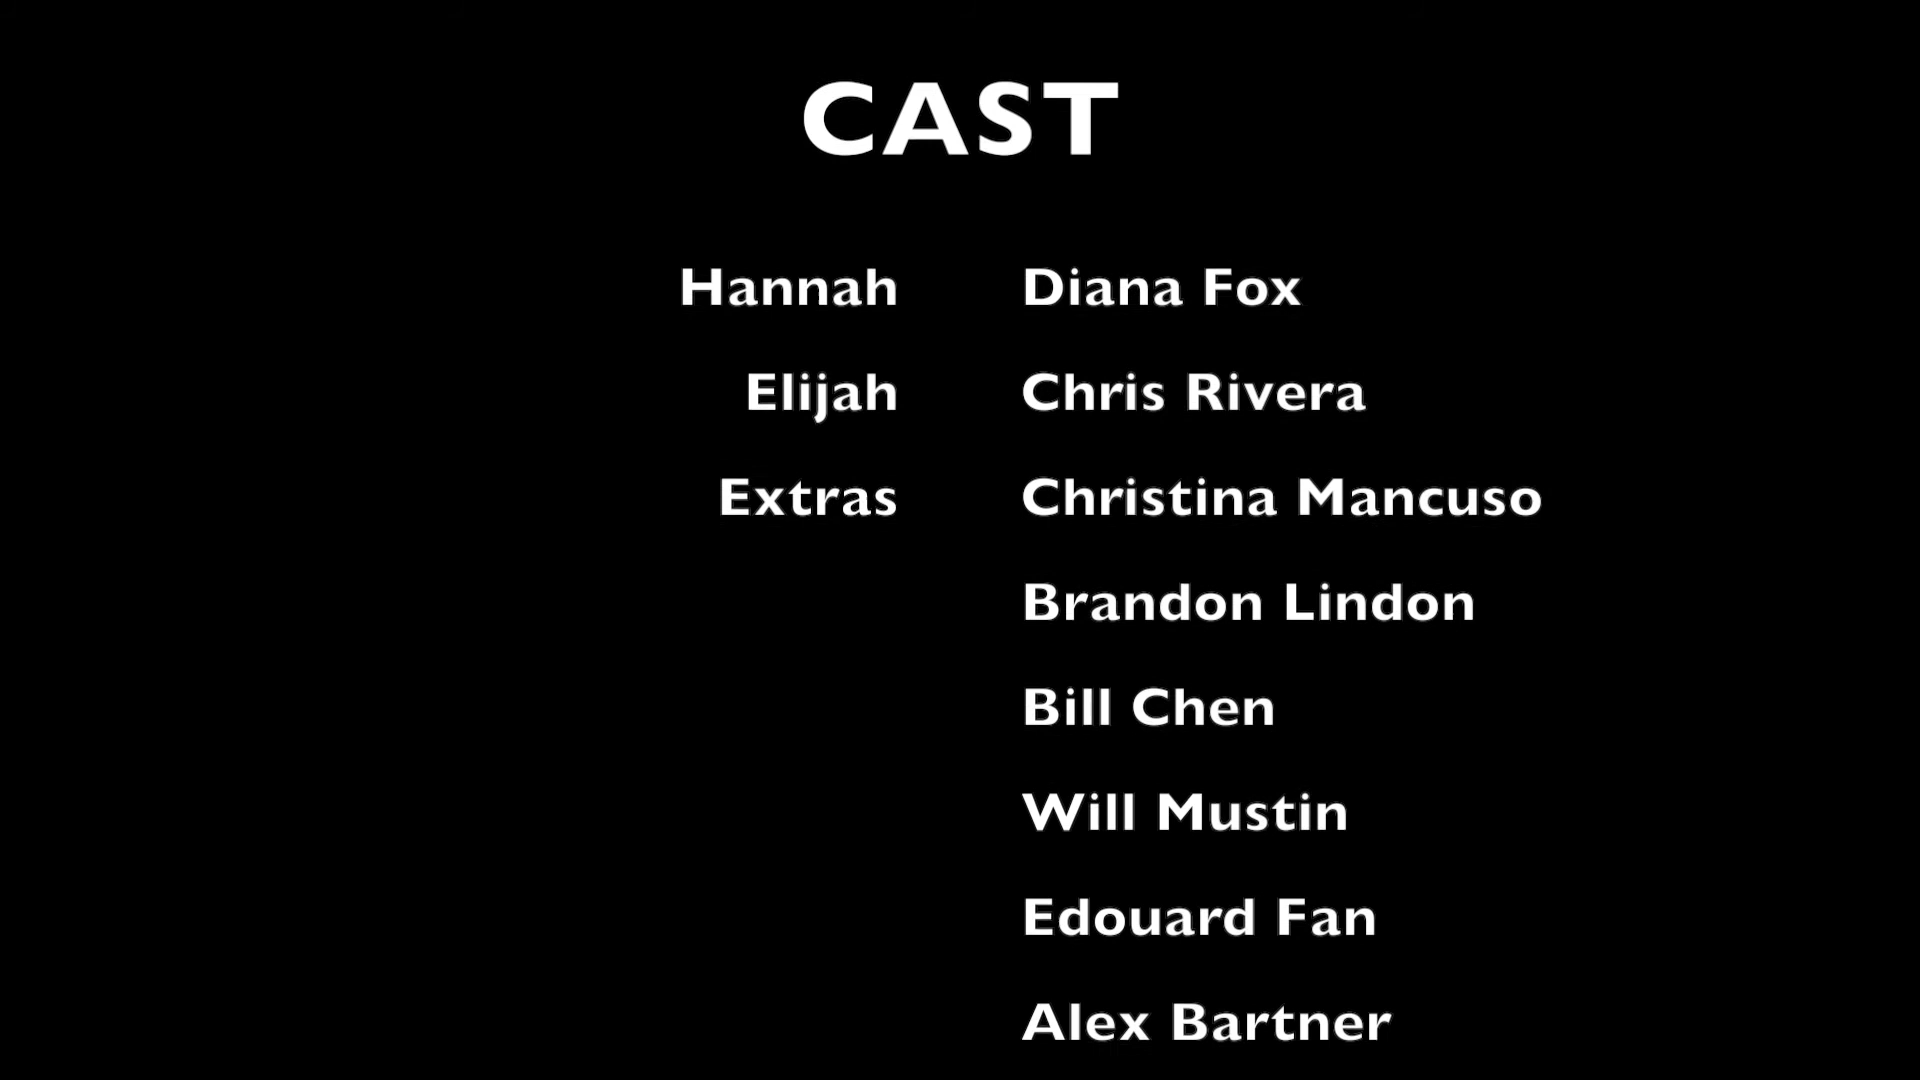 CAST
Hannah Diana Fox
Elijah Chris Rivera
Extras Christina Mancuso
Brandon Lindon
Bill Chen
Will Mustin
Edouard Fan
Alex Bartner